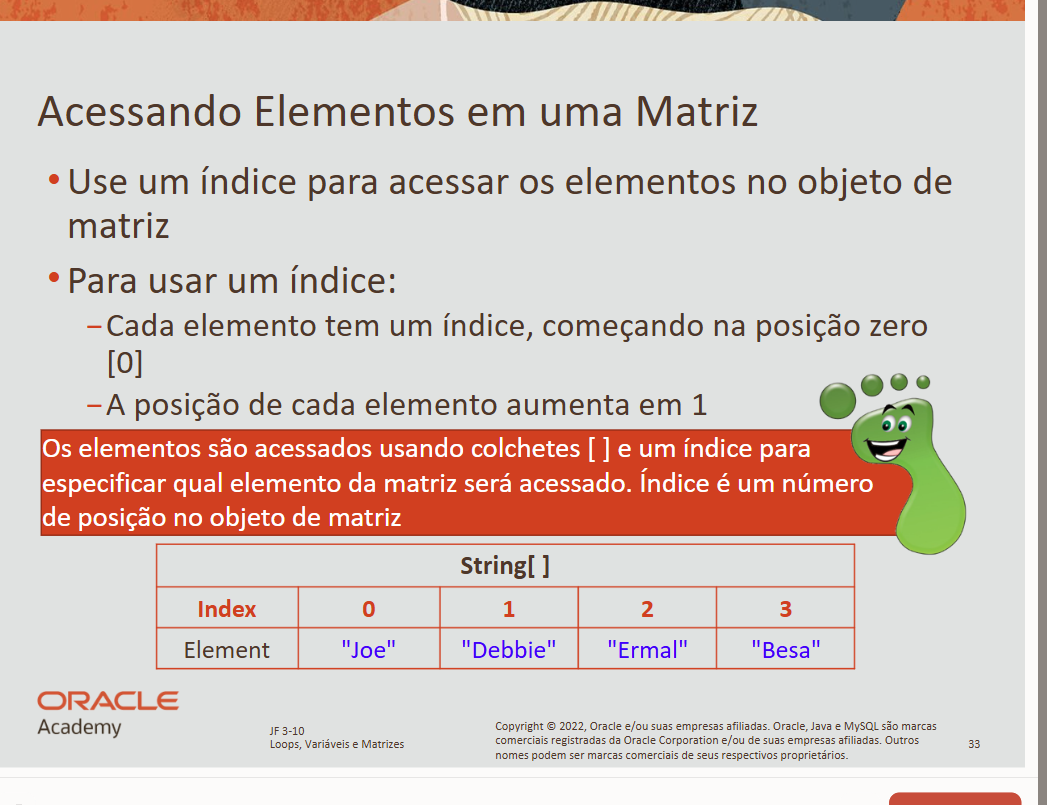 Acessando Elementos em uma Matriz
•Use um índice para acessar os elementos no objeto de
matriz
•Para usar um índice:
–Cada elemento tem um índice, começando na posição zero
[0]
–A posição de cada elemento aumenta em 1
Os elementos são acessados usando colchetes [ ] e um índice para
especificar qual elemento da matriz será acessado. Índice é um número
de posição no objeto de matriz
String[ ]
Index 0 1 2 3
Element "Joe" "Debbie" "Ermal" "Besa"
ORACLE
Academy
JF 3-10
Loops, Variáveis e Matrizes
Copyright © 2022, Oracle e/ou suas empresas afiliadas. Oracle, Java e MySQL são marcas
comerciais registradas da Oracle Corporation e/ou de suas empresas afiliadas. Outros
nomes podem ser marcas comerciais de seus respectivos proprietários.
33